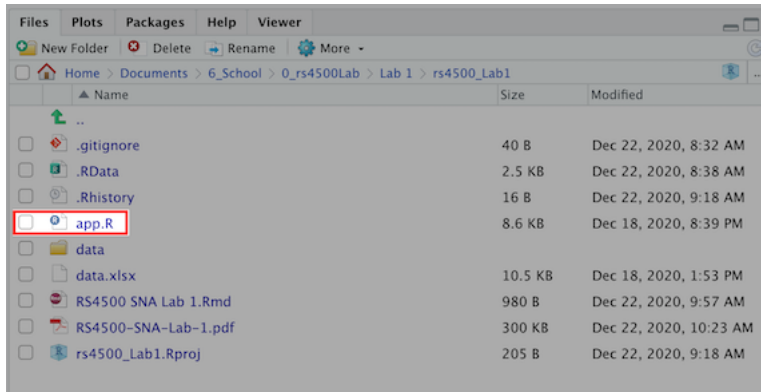 Files Plots Packages Help Viewer
New Folder Delete Rename More
Home > Documents > 6_School > 0_rs4500Lab > Lab 1 > rs4500_Lab1 ...
Name Size Modified
..
.gitignore 40 B Dec 22, 2020, 8:32 AM
.RData 2.5 KB Dec 22, 2020, 8:38 AM
.Rhistory 16 B Dec 22, 2020, 9:18 AM
app.R 8.6 KB Dec 18, 2020, 8:39 PM
data
data.xlsx 10.5 KB Dec 18, 2020, 1:53 PM
RS4500 SNA Lab 1.Rmd 980 B Dec 22, 2020, 9:57 AM
RS4500-SNA-Lab-1.pdf 300 KB Dec 22, 2020, 10:23 AM
rs4500_Lab1.Rproj 205 B Dec 22, 2020, 9:18 AM